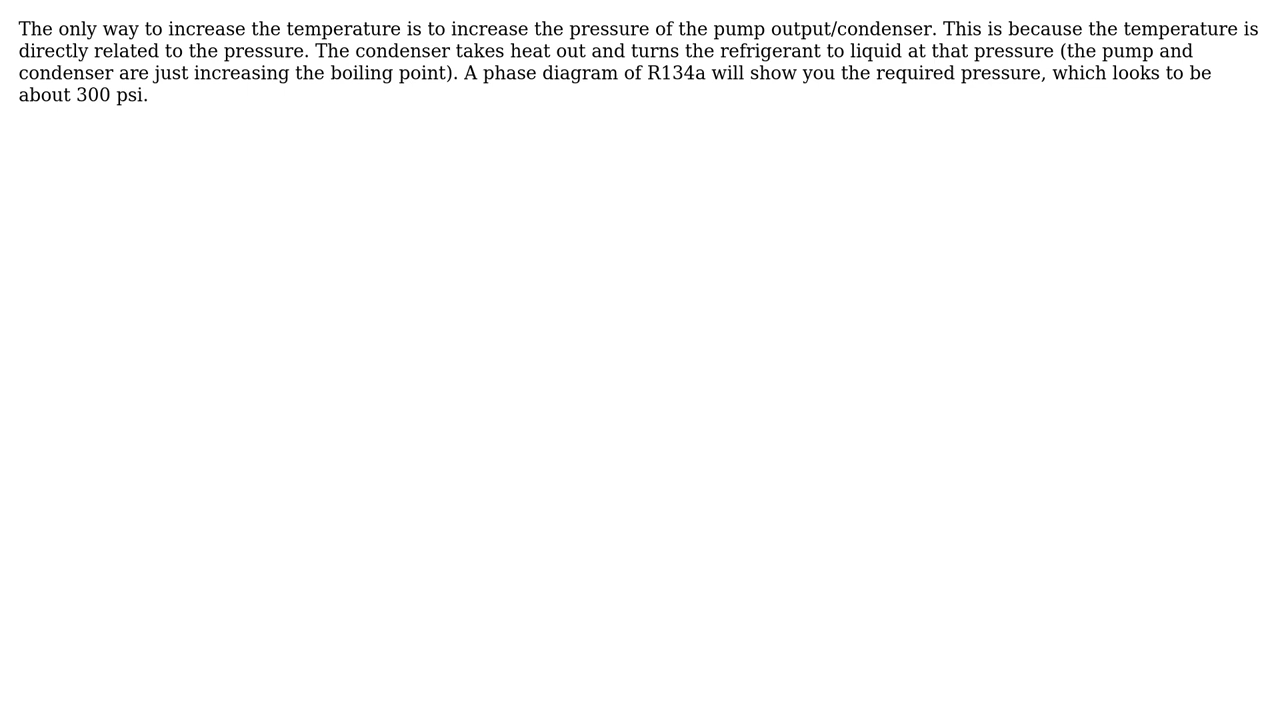 The only way to increase the temperature is to increase the pressure of the pump output/condenser. This is because the temperature is
directly related to the pressure. The condenser takes heat out and turns the refrigerant to liquid at that pressure (the pump and
condenser are just increasing the boiling point). A phase diagram of R134a will show you the required pressure, which looks to be
about 300 psi.